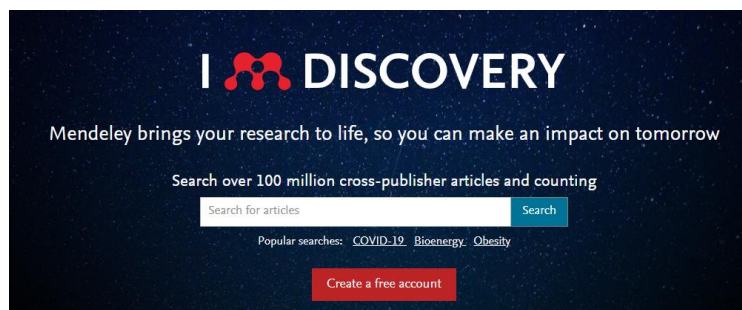 I DISCOVERY
Mendeley brings your research to life, so you can make an impact on tomorrow
Search over 100 million cross-publisher articles and counting
Search for articles Search
Popular searches: COVID-19 Bioenergy Obesity
Create a free account